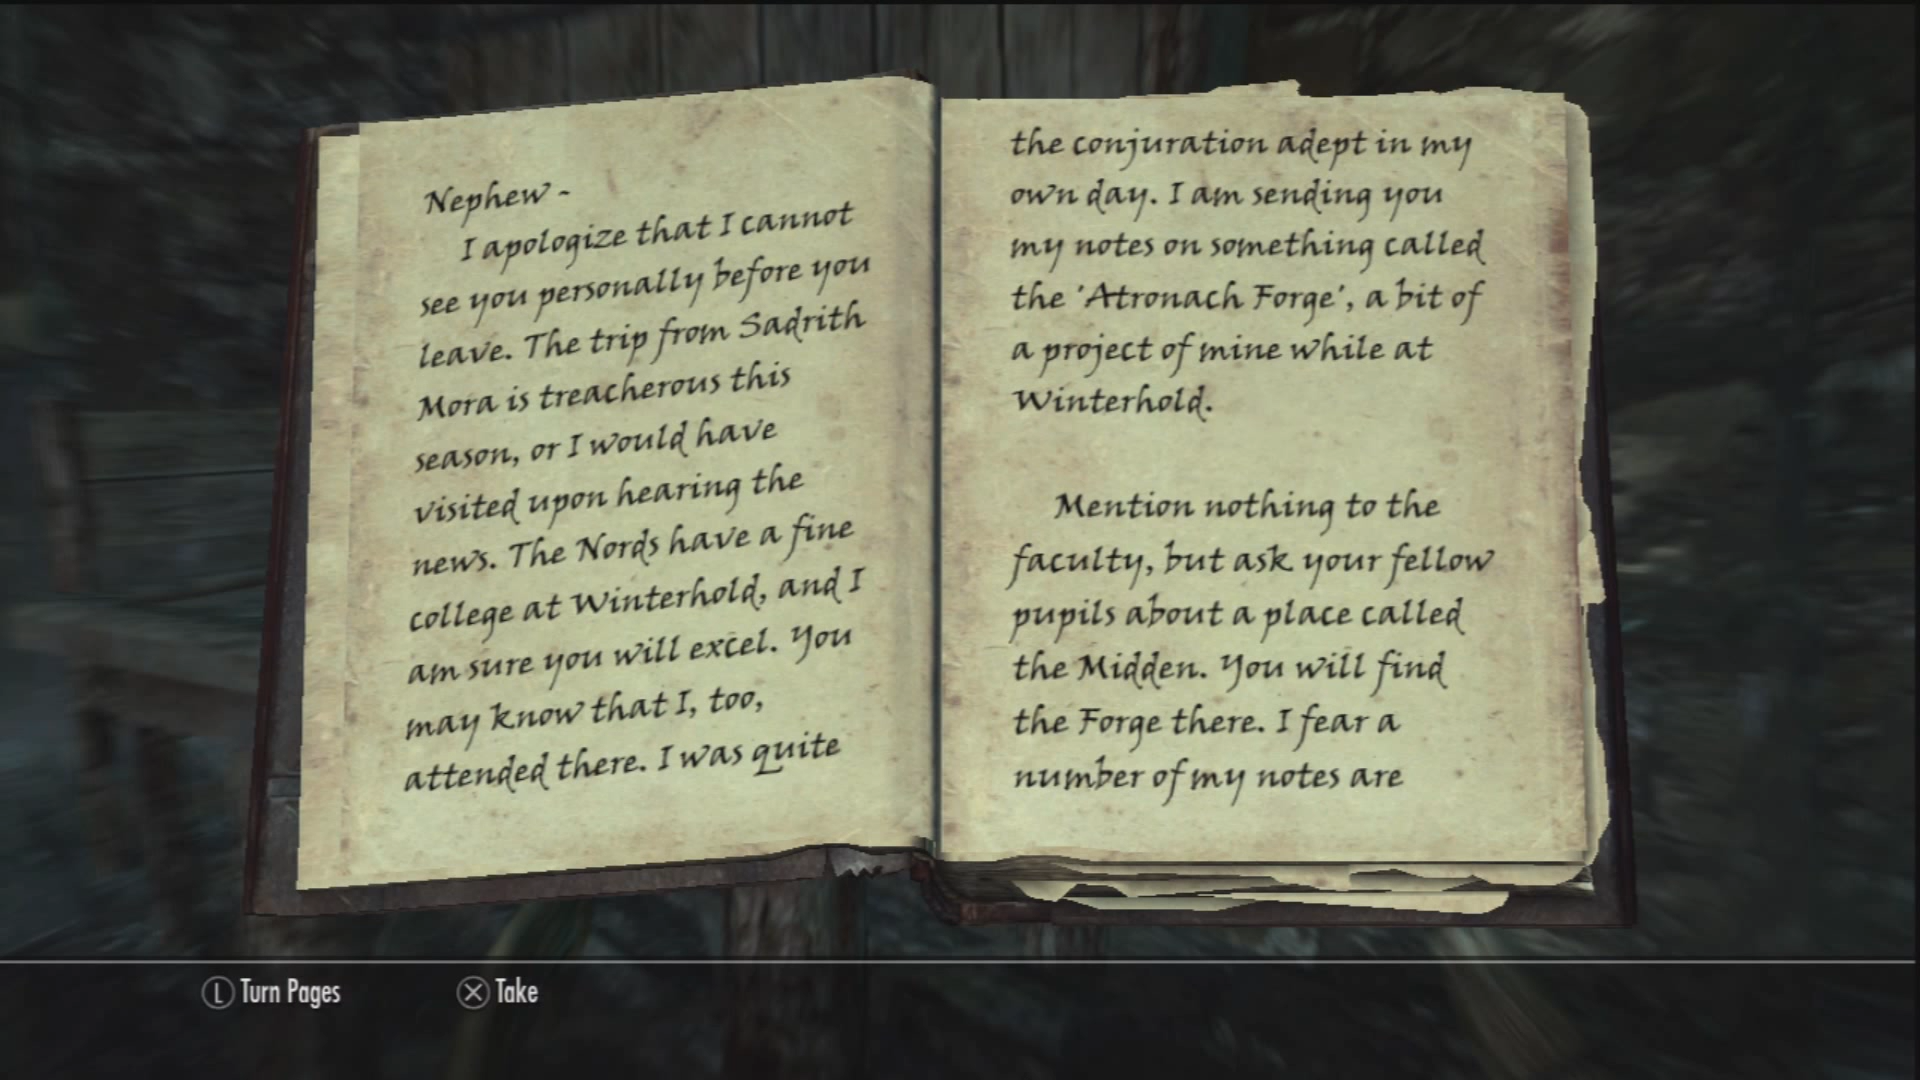 Nephew -
I apologize that I cannot
see you personally before you
leave. The trip from Sadrith
Mora is treacherous this
season, or I would have
visited upon hearing the
news. The Nords have a fine
college at Winterhold, and I
am sure you will excel. You
may know that I, too,
attended there. I was quite
the conjuration adept in my
own day. I am sending you
my notes on something called
the 'Atronach Forge', a bit of
a project of mine while at
Winterhold.
Mention nothing to the
faculty, but ask your fellow
pupils about a place called
the Midden. You will find
the Forge there. I fear a
number of my notes are
L Turn Pages
X Take